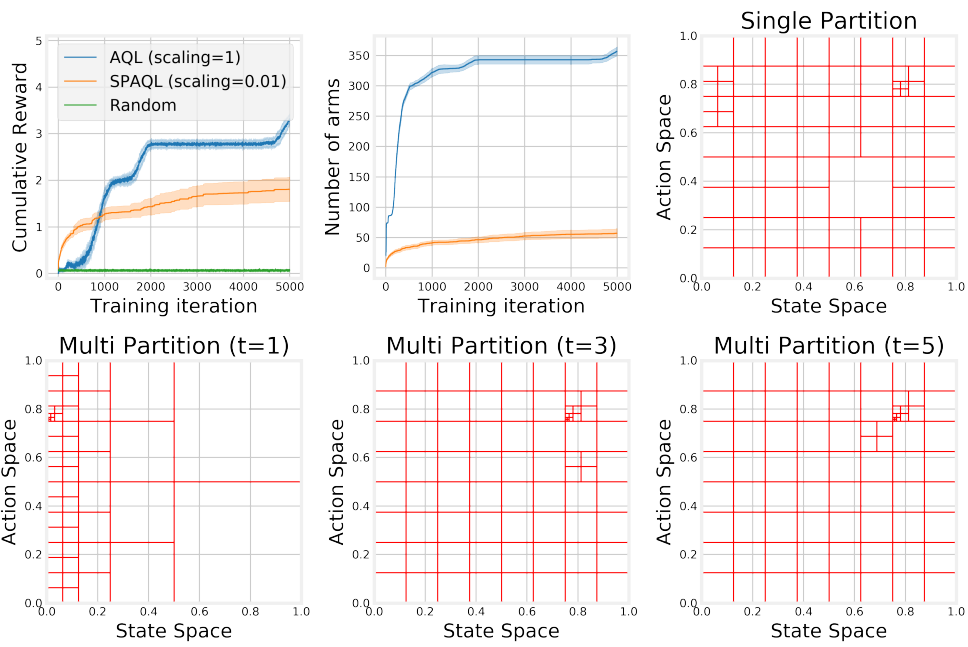 Cumulative Reward
5
4
3
2
1
0
AQL (scaling=1)
SPAQL (scaling=0.01)
Random
0 1000 2000 3000 4000 5000
Training iteration
Number of arms
350
300
250
200
150
100
50
0
0 1000 2000 3000 4000 5000
Training iteration
Single Partition
Action Space
1.0
0.8
0.6
0.4
0.2
0.0
0.0 0.2 0.4 0.6 0.8 1.0
State Space
Multi Partition (t=1)
Action Space
1.0
0.8
0.6
0.4
0.2
0.0
0.0 0.2 0.4 0.6 0.8 1.0
State Space
Multi Partition (t=3)
Action Space
1.0
0.8
0.6
0.4
0.2
0.0
0.0 0.2 0.4 0.6 0.8 1.0
State Space
Multi Partition (t=5)
Action Space
1.0
0.8
0.6
0.4
0.2
0.0
0.0 0.2 0.4 0.6 0.8 1.0
State Space